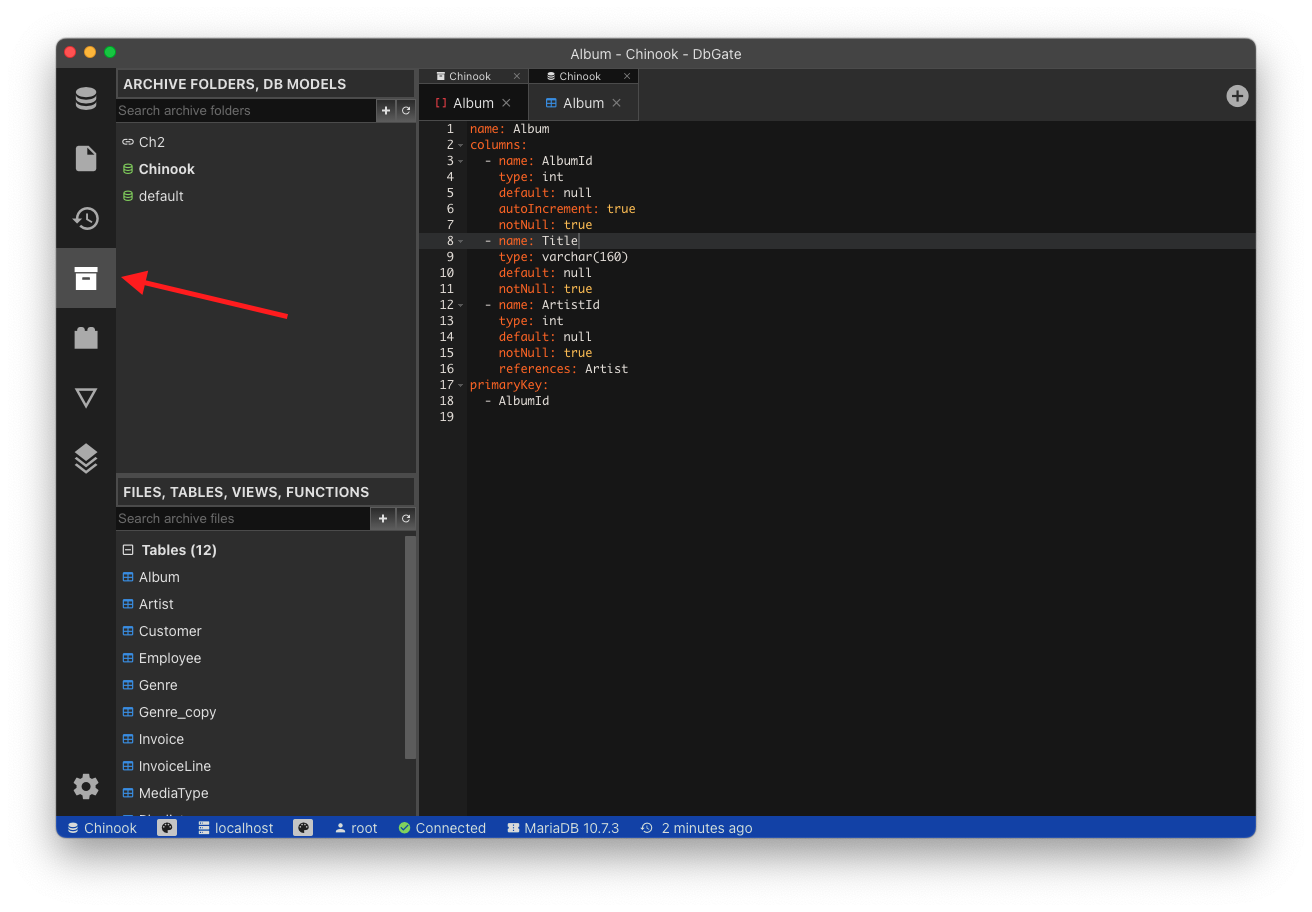 Album - Chinook - DbGate
ARCHIVE FOLDERS, DB MODELS
Search archive folders
Ch2
Chinook
default
FILES, TABLES, VIEWS, FUNCTIONS
Search archive files
Tables (12)
Album
Artist
Customer
Employee
Genre
Genre_copy
Invoice
InvoiceLine
MediaType
Chinook × Chinook ×
Album × Album ×
1 name: Album
2 columns:
3 - name: AlbumId
4 type: int
5 default: null
6 autoIncrement: true
7 notNull: true
8 - name: Title
9 type: varchar(160)
10 default: null
11 notNull: true
12 - name: ArtistId
13 type: int
14 default: null
15 notNull: true
16 references: Artist
17 primaryKey:
18 - AlbumId
19
Chinook localhost root Connected MariaDB 10.7.3 2 minutes ago